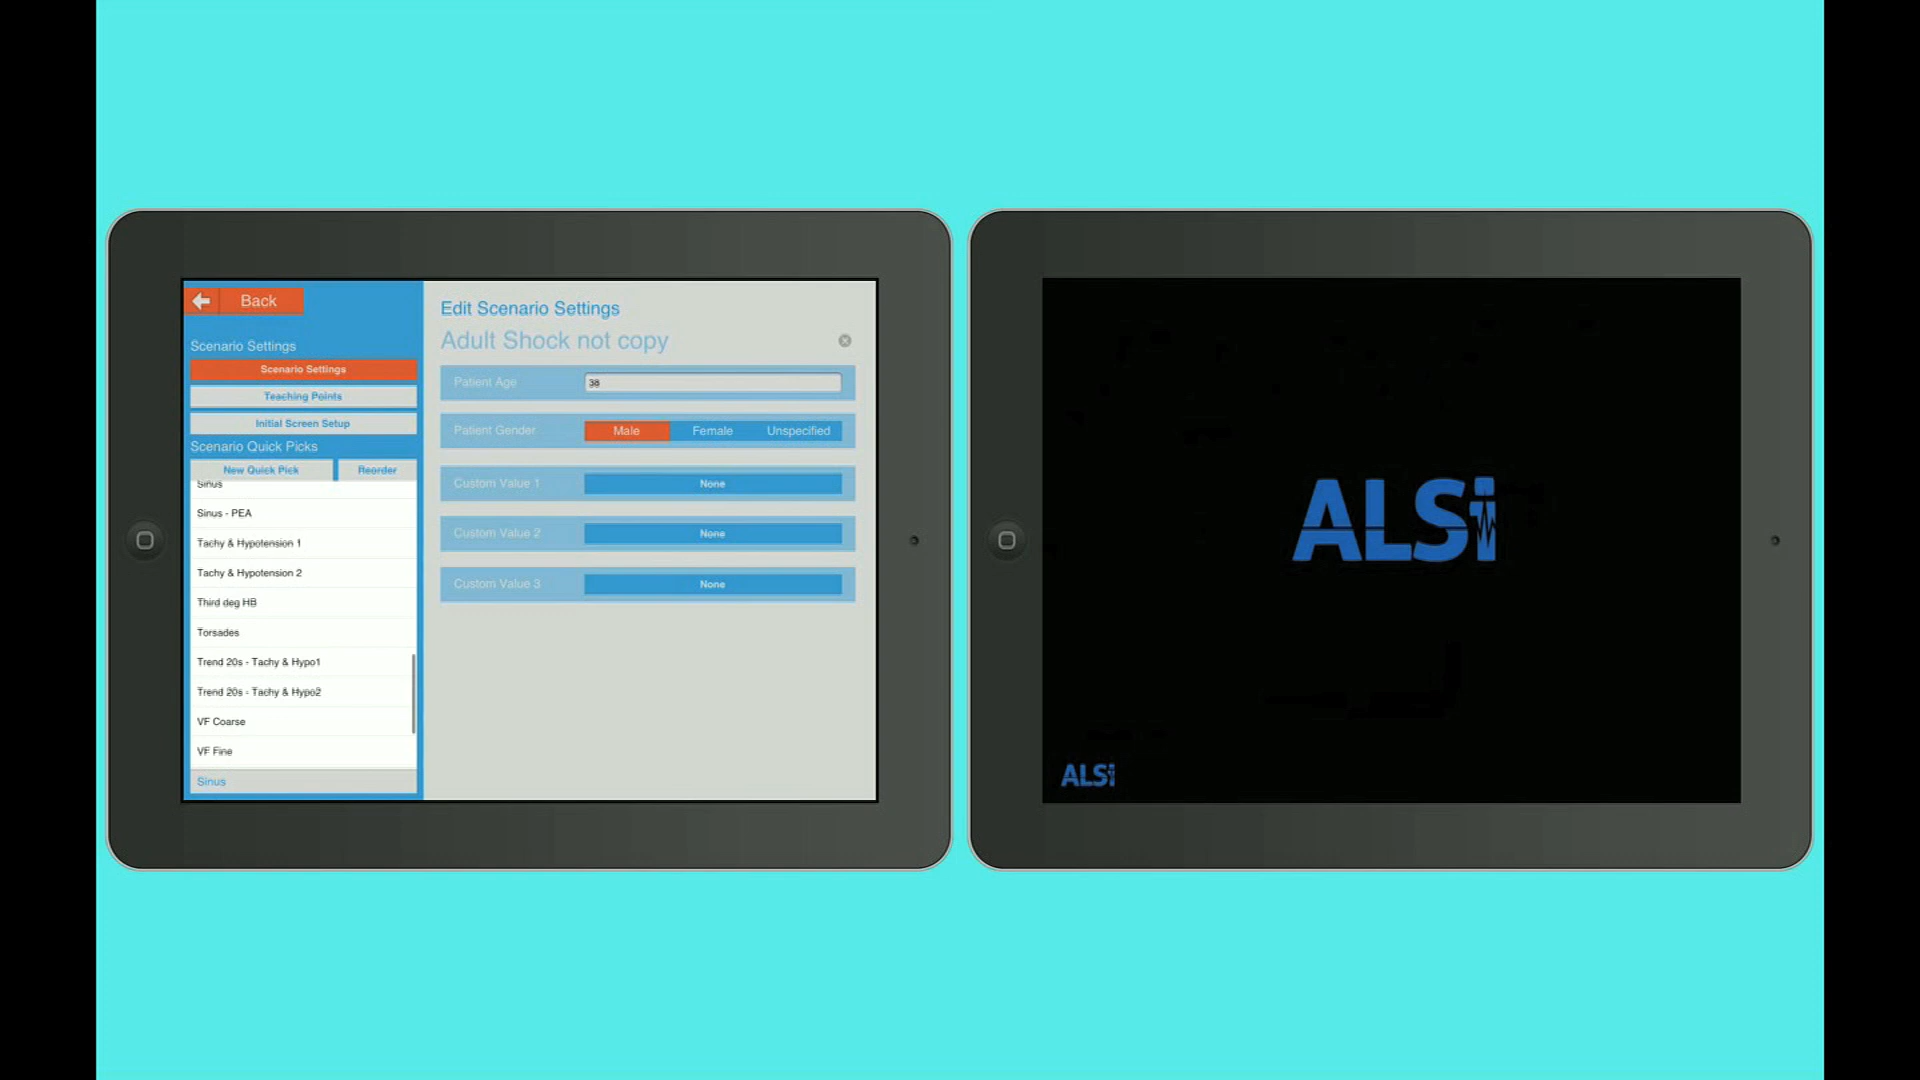 Back
Scenario Settings
Scenario Settings
Teaching Points
Initial Screen Setup
Scenario Quick Picks
New Quick Pick
Reorder
Sinus
Sinus - PEA
Tachy & Hypotension 1
Tachy & Hypotension 2
Third deg HB
Torsades
Trend 20s - Tachy & Hypo1
Trend 20s - Tachy & Hypo2
VF Coarse
VF Fine
Sinus
Edit Scenario Settings
Adult Shock not copy
Patient Age 38
Patient Gender Male Female Unspecified
Custom Value 1 None
Custom Value 2 None
Custom Value 3 None
ALSi
ALSi